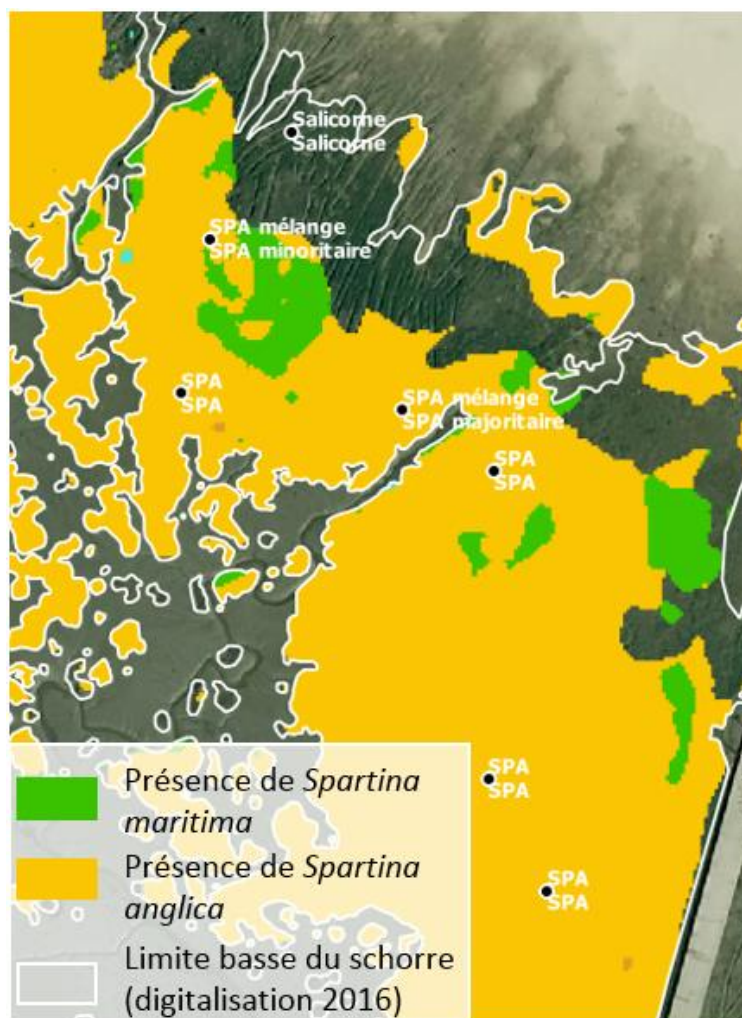 Salicorne
Salicorne
SPA mélange
SPA minoritaire
SPA
SPA
SPA mélange
SPA majoritaire
SPA
SPA
SPA
SPA
SPA
SPA
Présence de Spartina
maritima
Présence de Spartina
anglica
Limite basse du schorre
(digitalisation 2016)